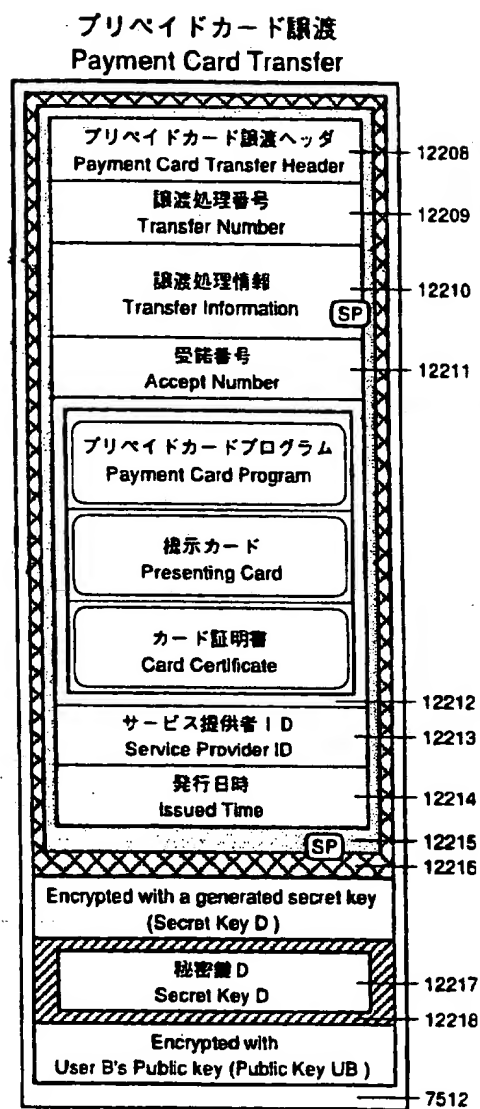 プリペイドカード譲渡
Payment Card Transfer
プリペイドカード譲渡ヘッダ
Payment Card Transfer Header
12208
譲渡処理番号
Transfer Number
12209
譲渡処理情報
Transfer Information
SP
12210
受諾番号
Accept Number
12211
プリペイドカードプログラム
Payment Card Program
提示カード
Presenting Card
カード証明書
Card Certificate
12212
サービス提供者ID
Service Provider ID
12213
発行日時
Issued Time
12214
SP
12215
12216
Encrypted with a generated secret key
(Secret Key D )
秘密鍵D
Secret Key D
12217
12218
Encrypted with
User B's Public key (Public Key UB )
7512